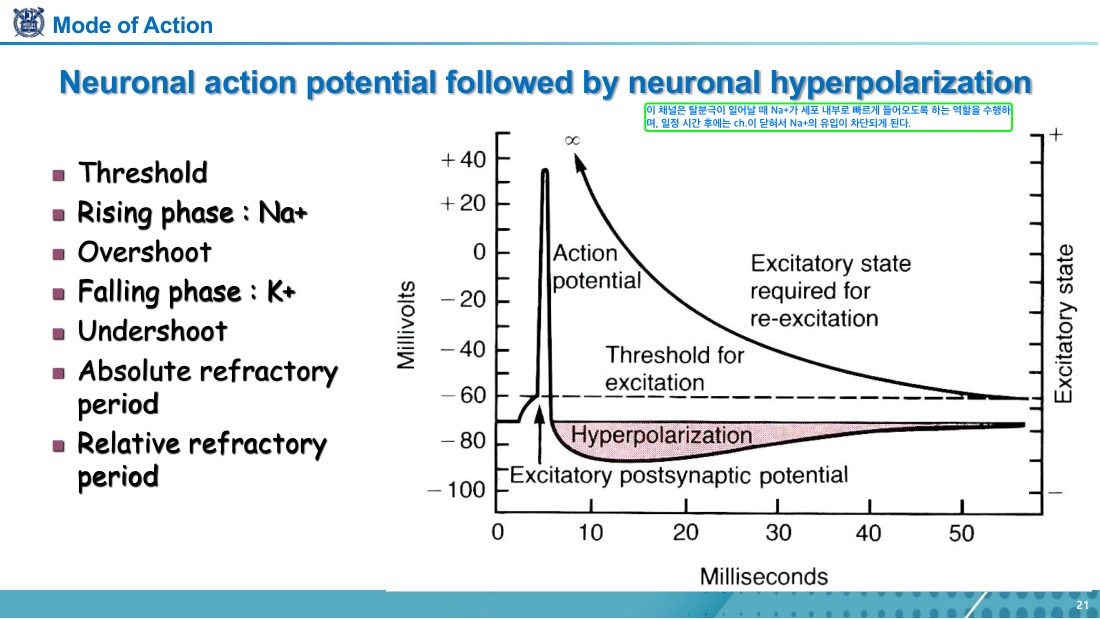 Mode of Action
Neuronal action potential followed by neuronal hyperpolarization
이 채널은 탈분극이 일어날 때 Na+가 세포 내부로 빠르게 들어오도록 하는 역할을 수행하
며, 일정 시간 후에는 ch.이 닫혀서 Na+의 유입이 차단되게 된다.
Threshold
Rising phase : Na+
Overshoot
Falling phase : K+
Undershoot
Absolute refractory
period
Relative refractory
period
Millivolts
+ 40
+ 20
0
− 20
− 40
− 60
− 80
− 100
∞
Action
potential
Excitatory state
required for
re-excitation
Threshold for
excitation
Hyperpolarization
Excitatory postsynaptic potential
+
Excitatory state
−
0 10 20 30 40 50
Milliseconds
21